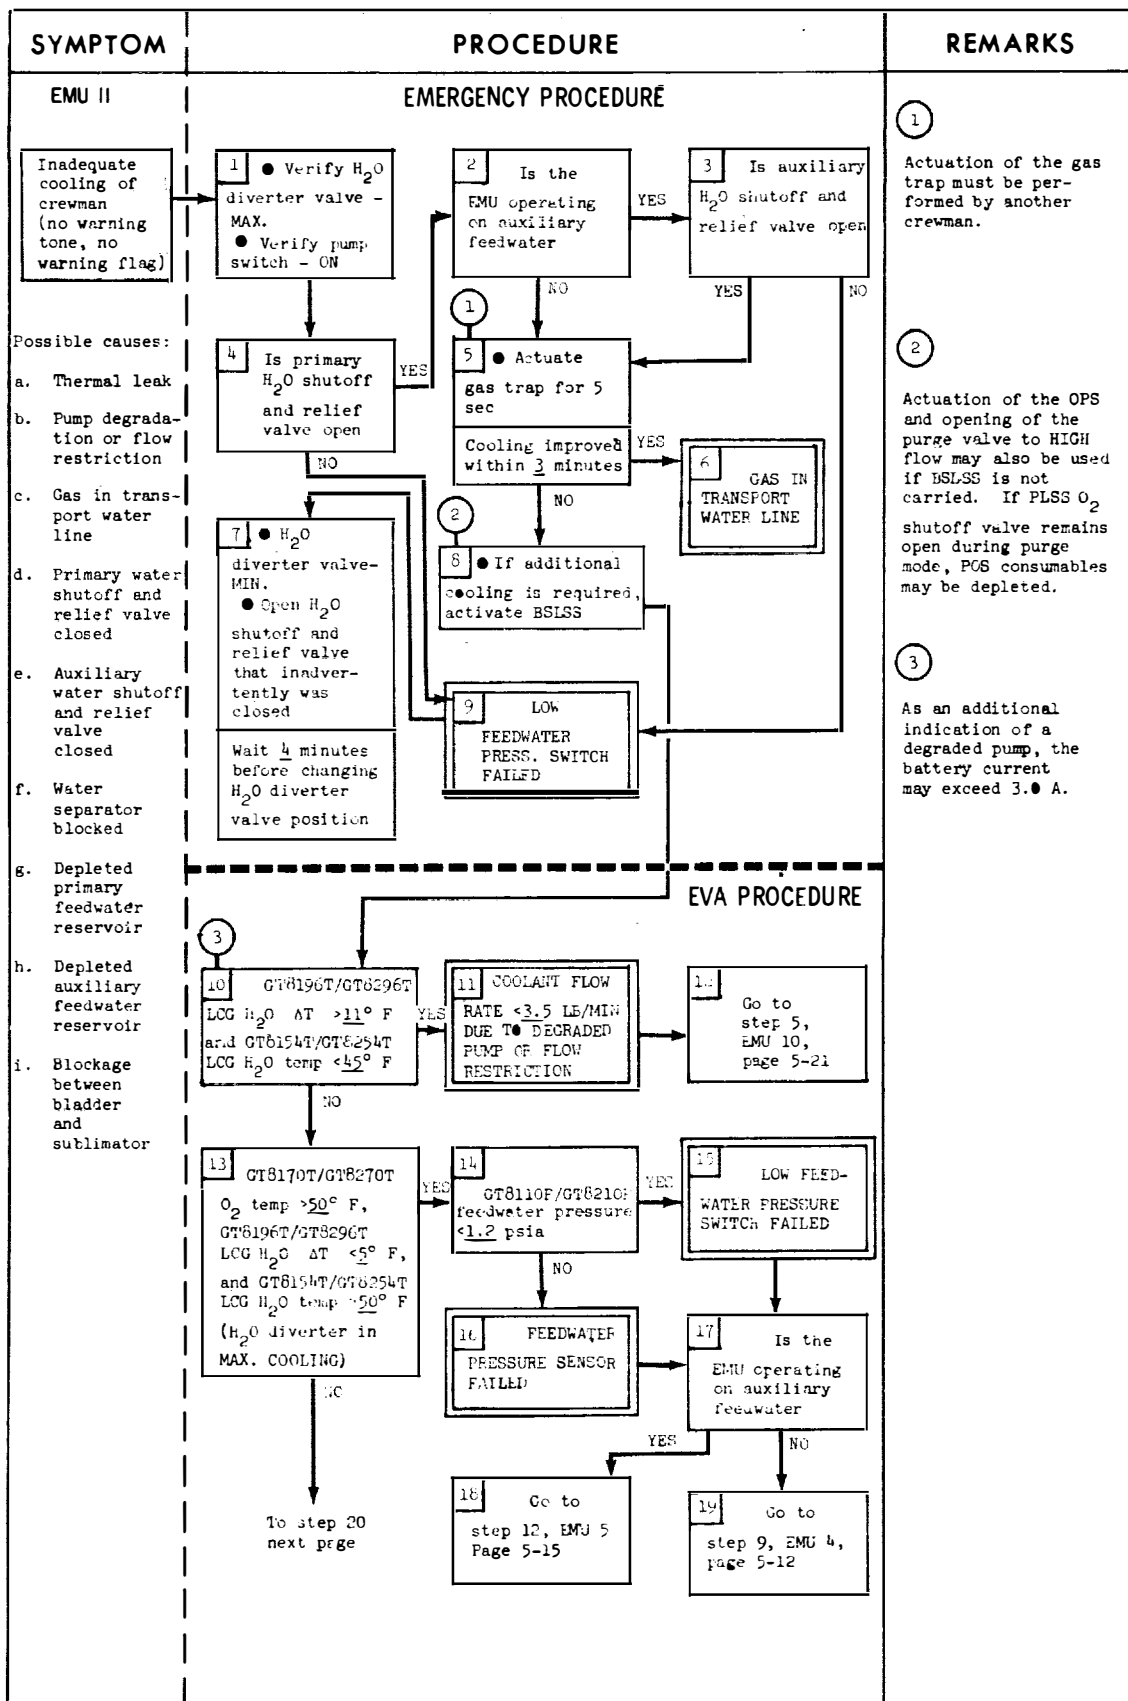 SYMPTOM
PROCEDURE
REMARKS
EMU II
EMERGENCY PROCEDURE
Inadequate
cooling of
crewman
(no warning
tone, no
warning flag)
Possible causes:
a. Thermal leak
b. Pump degrada-
tion or flow
restriction
c. Gas in trans-
port water
line
d. Primary water
shutoff and
relief valve
closed
e. Auxiliary
water shutoff
and relief
valve
closed
f. Water
separator
blocked
g. Depleted
primary
feedwater
reservoir
h. Depleted
auxiliary
feedwater
reservoir
i. Blockage
between
bladder
and
sublimator
1 ● Verify H2O
diverter valve -
MAX.
● Verify pump
switch - ON
2 Is the
EMU operating
on auxiliary
feedwater
YES
NO
3 Is auxiliary
H2O shutoff and
relief valve open
YES
NO
4 Is primary
H2O shutoff
and relief
valve open
YES
NO
1
5 ● Actuate
gas trap for 5
sec
Cooling improved
within 3 minutes
YES
NO
6 GAS IN
TRANSPORT
WATER LINE
7 ● H2O
diverter valve-
MIN.
● Open H2O
shutoff and
relief valve
that inadver-
tently was
closed
Wait 4 minutes
before changing
H2O diverter
valve position
2
8 ● If additional
cooling is required,
activate BSLSS
9 LOW
FEEDWATER
PRESS. SWITCH
FAILED
EVA PROCEDURE
3
10 GT8196T/GT8296T
LCG H2O ΔT >11° F
and GT8154T/GT8254T
LCG H2O temp <45° F
YES
NO
11 COOLANT FLOW
RATE <3.5 LB/MIN
DUE TO DEGRADED
PUMP OR FLOW
RESTRICTION
12
Go to
step 5,
EMU 10,
page 5-21
13
GT8170T/GT8270T
O2 temp >50° F,
GT8196T/GT8296T
LCG H2O ΔT <5° F,
and GT8154T/GT8254T
LCG H2O temp >50° F
(H2O diverter in
MAX. COOLING)
YES
NO
To step 20
next page
14
GT8110P/GT8210P
feedwater pressure
<1.2 psia
YES
NO
15
LOW FEED-
WATER PRESSURE
SWITCH FAILED
16 FEEDWATER
PRESSURE SENSOR
FAILED
17 Is the
EMU operating
on auxiliary
feedwater
YES
NO
18 Go to
step 12, EMU 5
Page 5-15
19 Go to
step 9, EMU 4,
page 5-12
1
Actuation of the gas
trap must be per-
formed by another
crewman.
2
Actuation of the OPS
and opening of the
purge valve to HIGH
flow may also be used
if BSLSS is not
carried. If PLSS O2
shutoff valve remains
open during purge
mode, POS consumables
may be depleted.
3
As an additional
indication of a
degraded pump, the
battery current
may exceed 3.0 A.